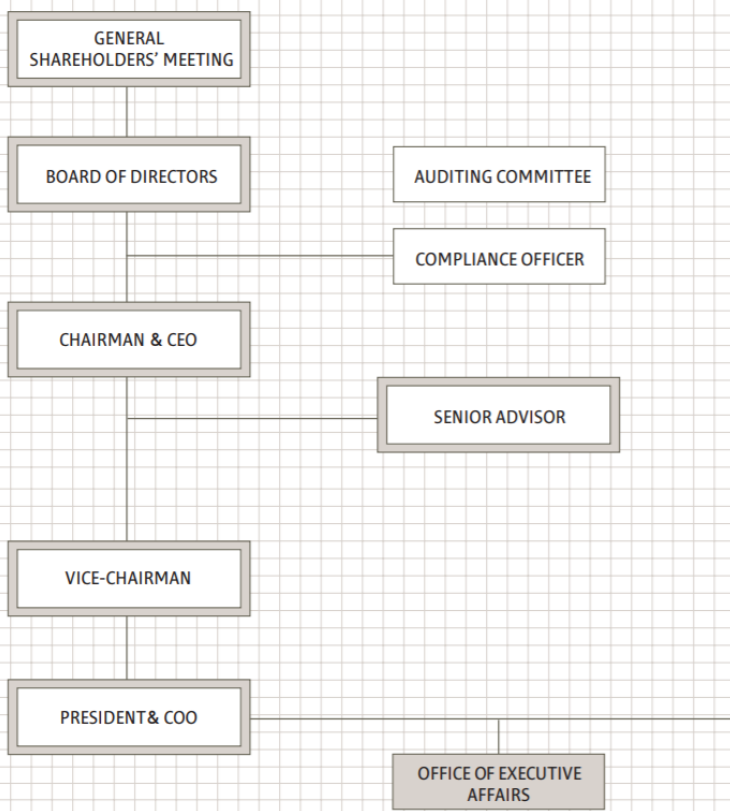 GENERAL
SHAREHOLDERS’ MEETING
BOARD OF DIRECTORS
AUDITING COMMITTEE
COMPLIANCE OFFICER
CHAIRMAN & CEO
SENIOR ADVISOR
VICE-CHAIRMAN
PRESIDENT & COO
OFFICE OF EXECUTIVE
AFFAIRS